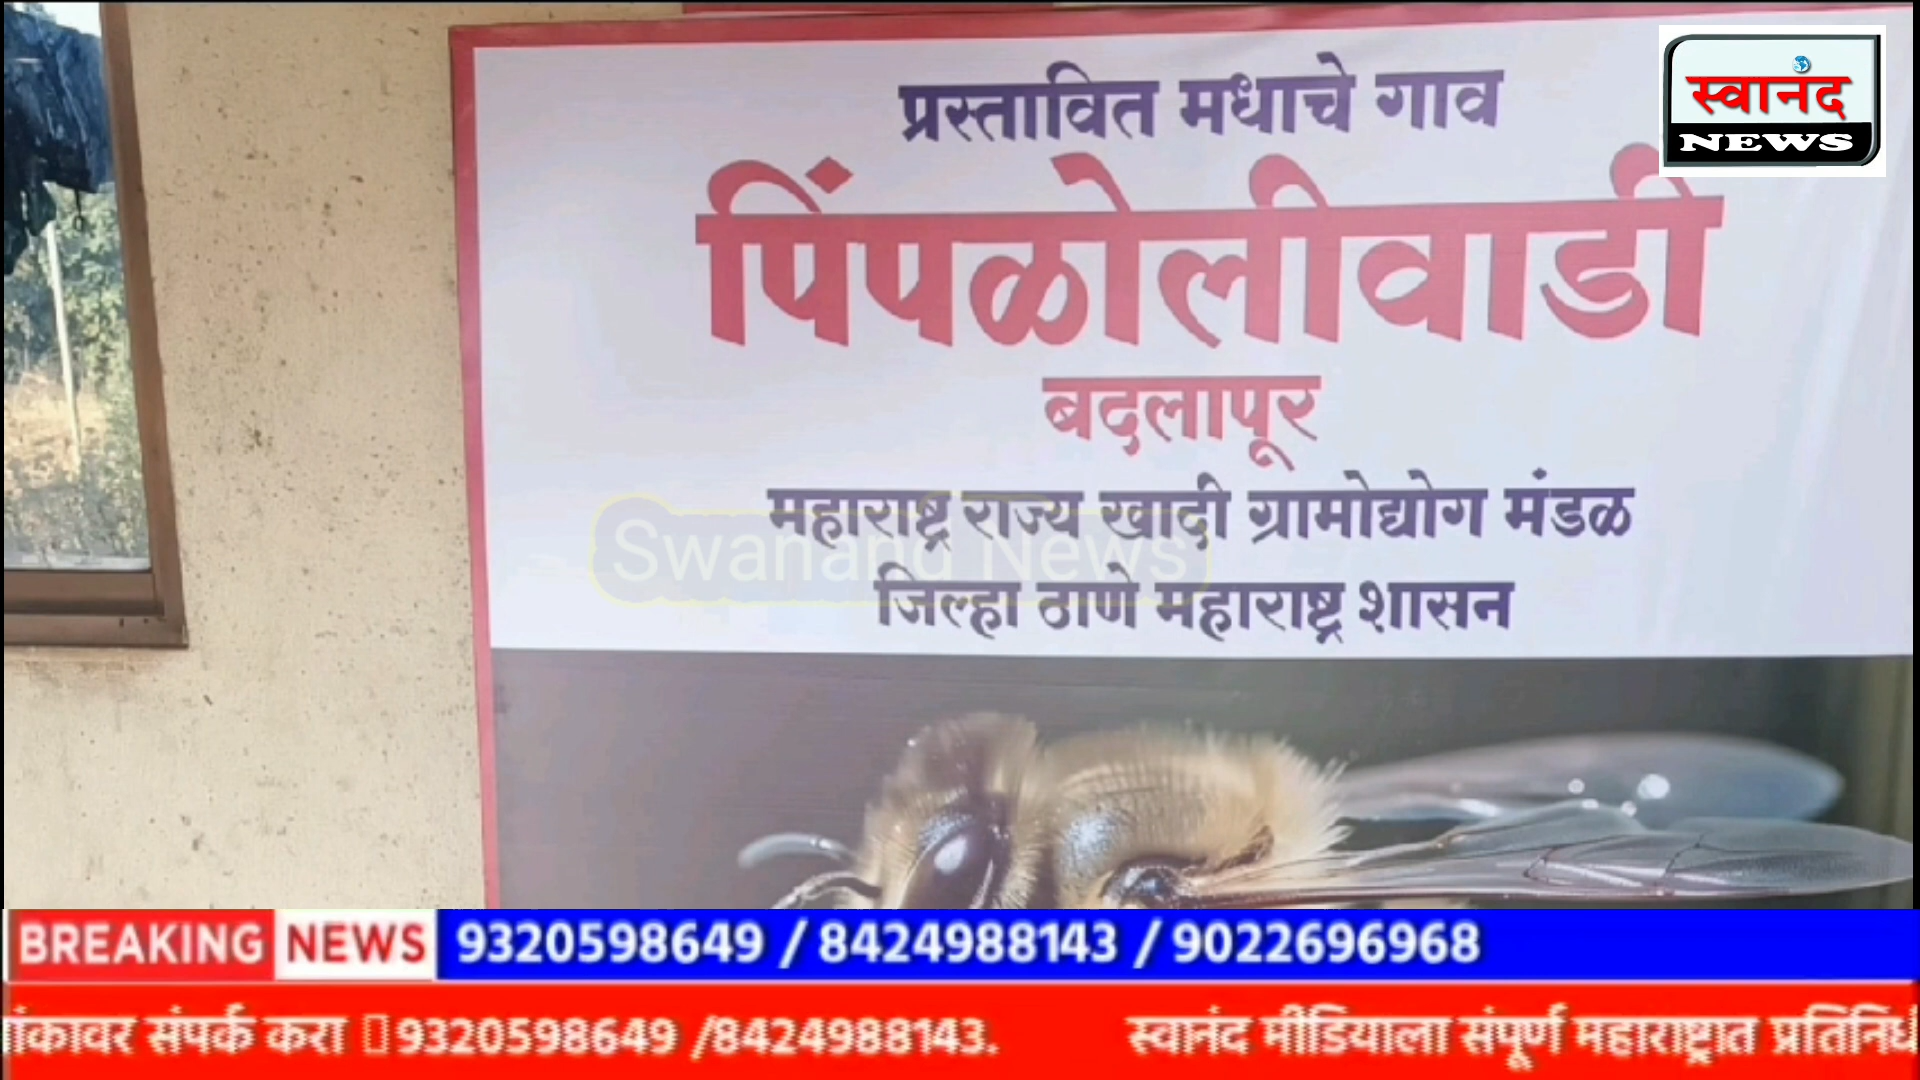 प्रस्तावित मधाचे गाव
पिंपळोलीवाडी
बदलापूर
महाराष्ट्र राज्य खादी ग्रामोद्योग मंडळ
जिल्हा ठाणे महाराष्ट्र शासन
स्वानंद
NEWS
Swanand News
BREAKING NEWS 9320598649 / 8424988143 / 9022696968
संपर्क करा 9320598649 /8424988143. स्वानंद मीडियाला संपूर्ण महाराष्ट्रात